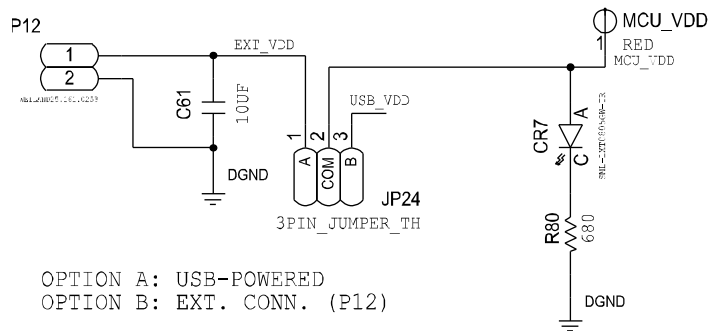 P12
MCU_VDD
1
RED
MCU_VDD
EXT_VDD
1
2
C61
10UF
USB_VDD
1
2
3
A
COM
B
JP24
3PIN_JUMPER_TH
DGND
CR7
A
C
R80
680
DGND
OPTION A: USB-POWERED
OPTION B: EXT. CONN. (P12)